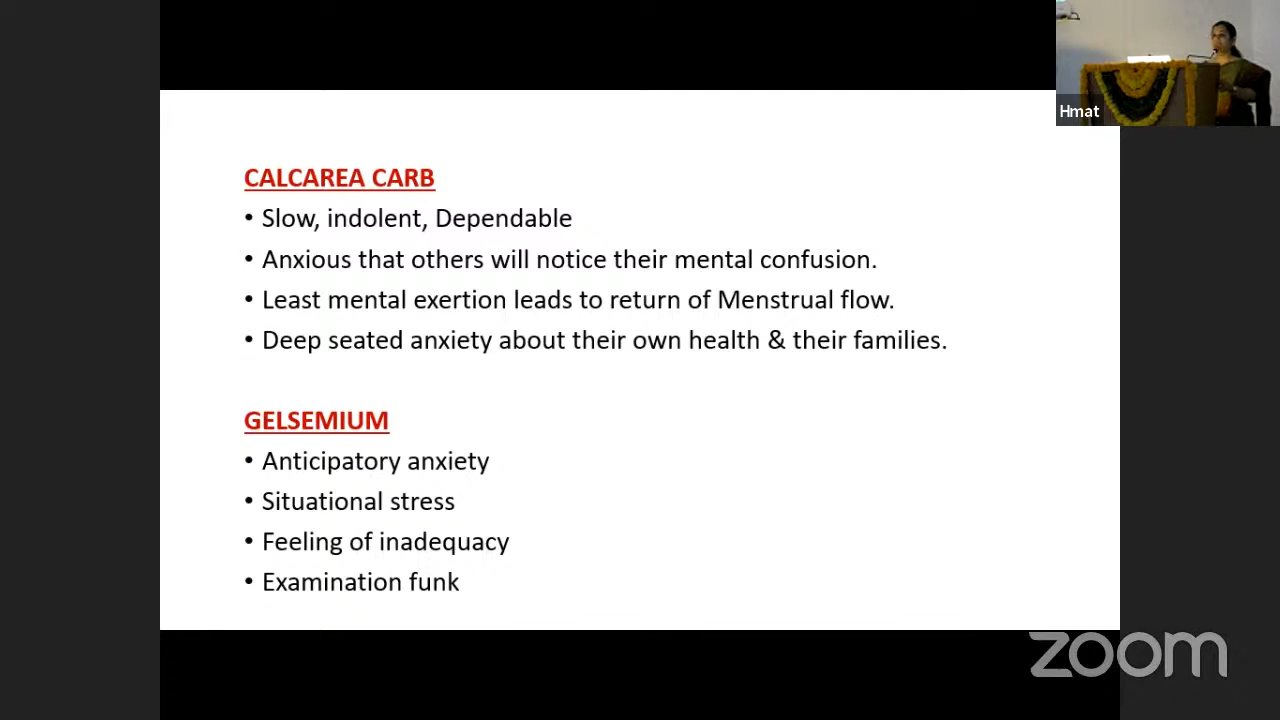 Hmat
CALCAREA CARB
• Slow, indolent, Dependable
• Anxious that others will notice their mental confusion.
• Least mental exertion leads to return of Menstrual flow.
• Deep seated anxiety about their own health & their families.
GELSEMIUM
• Anticipatory anxiety
• Situational stress
• Feeling of inadequacy
• Examination funk
zoom